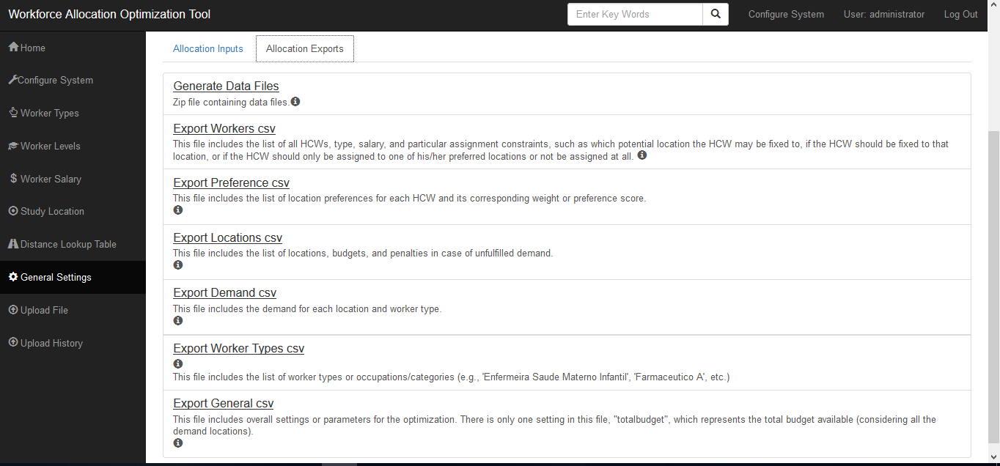 Workforce Allocation Optimization Tool
Enter Key Words
Configure System
User: administrator
Log Out
Home
Configure System
Worker Types
Worker Levels
$ Worker Salary
Study Location
Distance Lookup Table
General Settings
Upload File
Upload History
Allocation Inputs
Allocation Exports
Generate Data Files
Zip file containing data files.
Export Workers csv
This file includes the list of all HCWs, type, salary, and particular assignment constraints, such as which potential location the HCW may be fixed to, if the HCW should be fixed to that
location, or if the HCW should only be assigned to one of his/her preferred locations or not be assigned at all.
Export Preference csv
This file includes the list of location preferences for each HCW and its corresponding weight or preference score.
Export Locations csv
This file includes the list of locations, budgets, and penalties in case of unfulfilled demand.
Export Demand csv
This file includes the demand for each location and worker type.
Export Worker Types csv
This file includes the list of worker types or occupations/categories (e.g., 'Enfermeira Saude Materno Infantil', 'Farmaceutico A', etc.)
Export General csv
This file includes overall settings or parameters for the optimization. There is only one setting in this file, "totalbudget", which represents the total budget available (considering all the
demand locations).